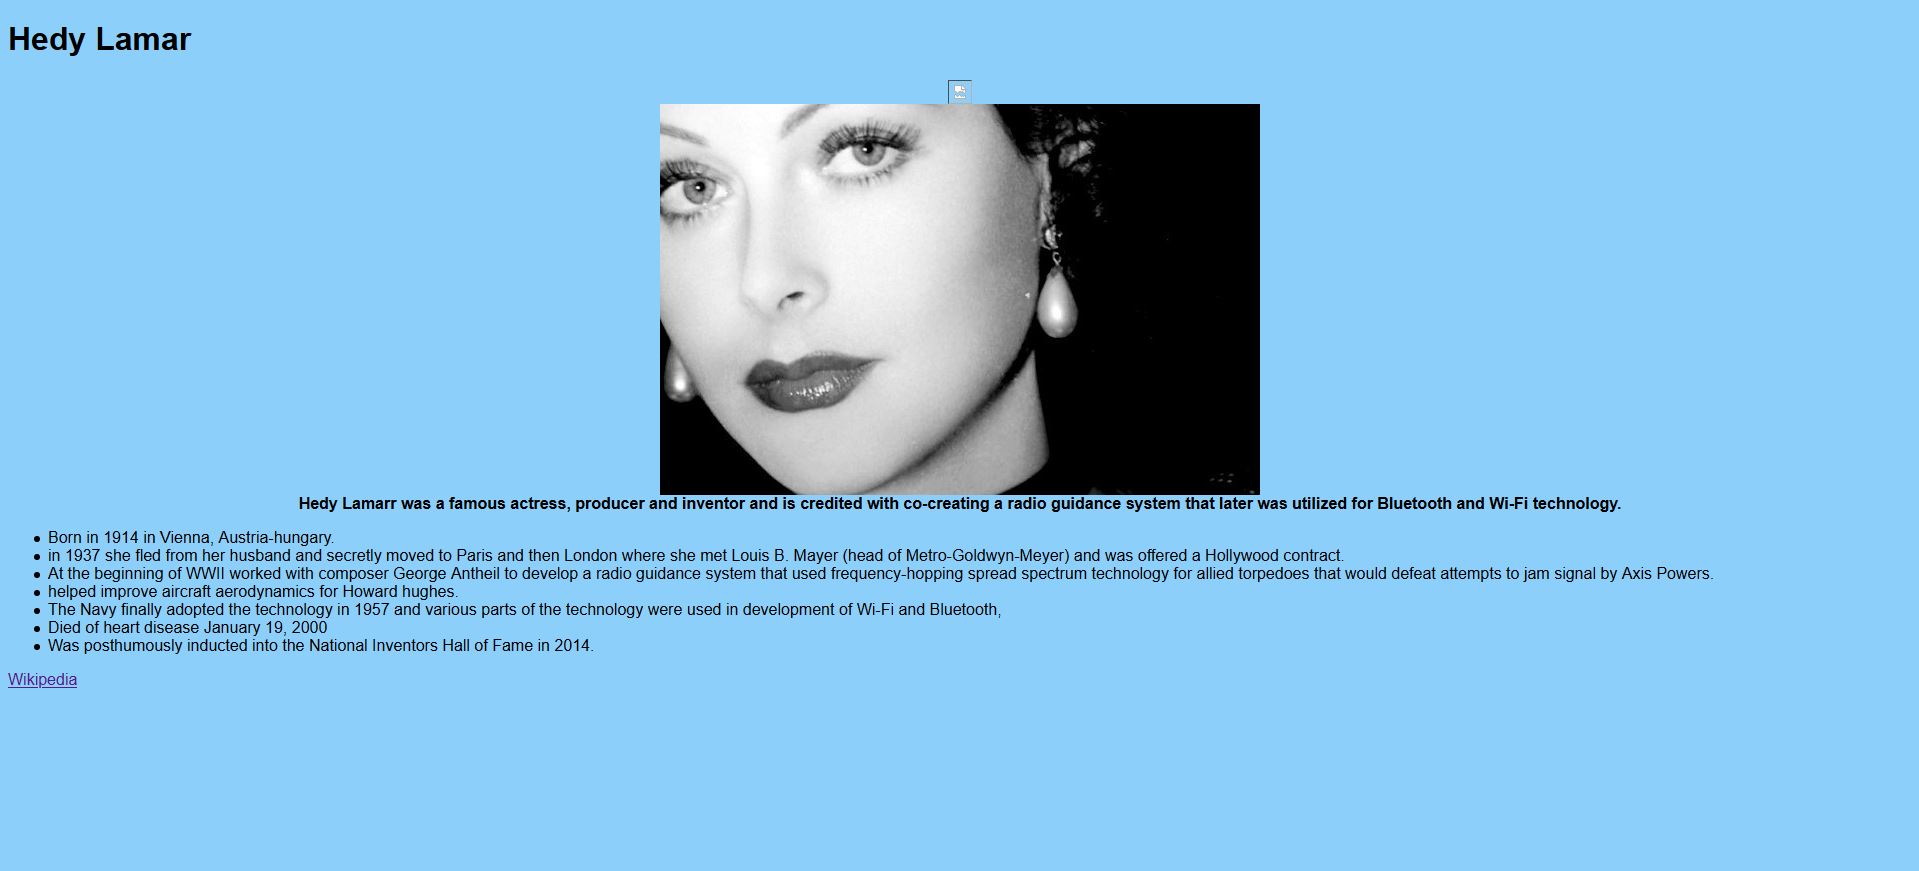 Hedy Lamar
Hedy Lamarr was a famous actress, producer and inventor and is credited with co-creating a radio guidance system that later was utilized for Bluetooth and Wi-Fi technology.
Born in 1914 in Vienna, Austria-hungary.
in 1937 she fled from her husband and secretly moved to Paris and then London where she met Louis B. Mayer (head of Metro-Goldwyn-Meyer) and was offered a Hollywood contract.
At the beginning of WWII worked with composer George Antheil to develop a radio guidance system that used frequency-hopping spread spectrum technology for allied torpedoes that would defeat attempts to jam signal by Axis Powers.
helped improve aircraft aerodynamics for Howard hughes.
The Navy finally adopted the technology in 1957 and various parts of the technology were used in development of Wi-Fi and Bluetooth,
Died of heart disease January 19, 2000
Was posthumously inducted into the National Inventors Hall of Fame in 2014.
Wikipedia